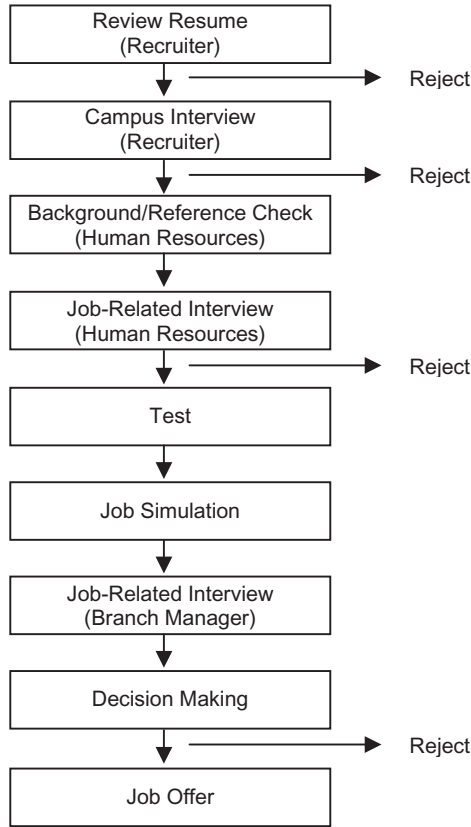 Review Resume
(Recruiter)
Reject
Campus Interview
(Recruiter)
Reject
Background/Reference Check
(Human Resources)
Job-Related Interview
(Human Resources)
Reject
Test
Job Simulation
Job-Related Interview
(Branch Manager)
Decision Making
Reject
Job Offer